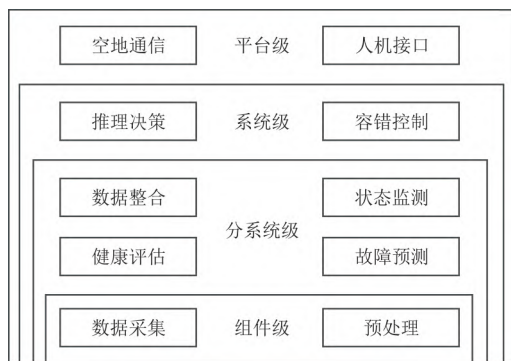 空地通信 平台级 人机接口
推理决策 系统级 容错控制
数据整合 状态监测
分系统级
健康评估 故障预测
数据采集 组件级 预处理